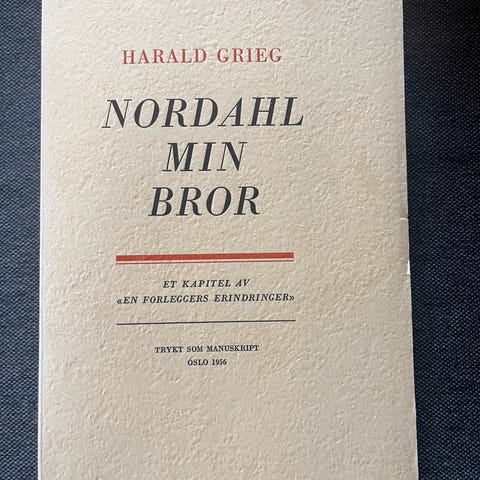 HARALD GRIEG
NORDAHL
MIN
BROR
ET KAPITEL AV
«EN FORLEGGERS ERINDRINGER»
TRYKT SOM MANUSKRIPT
OSLO 1956